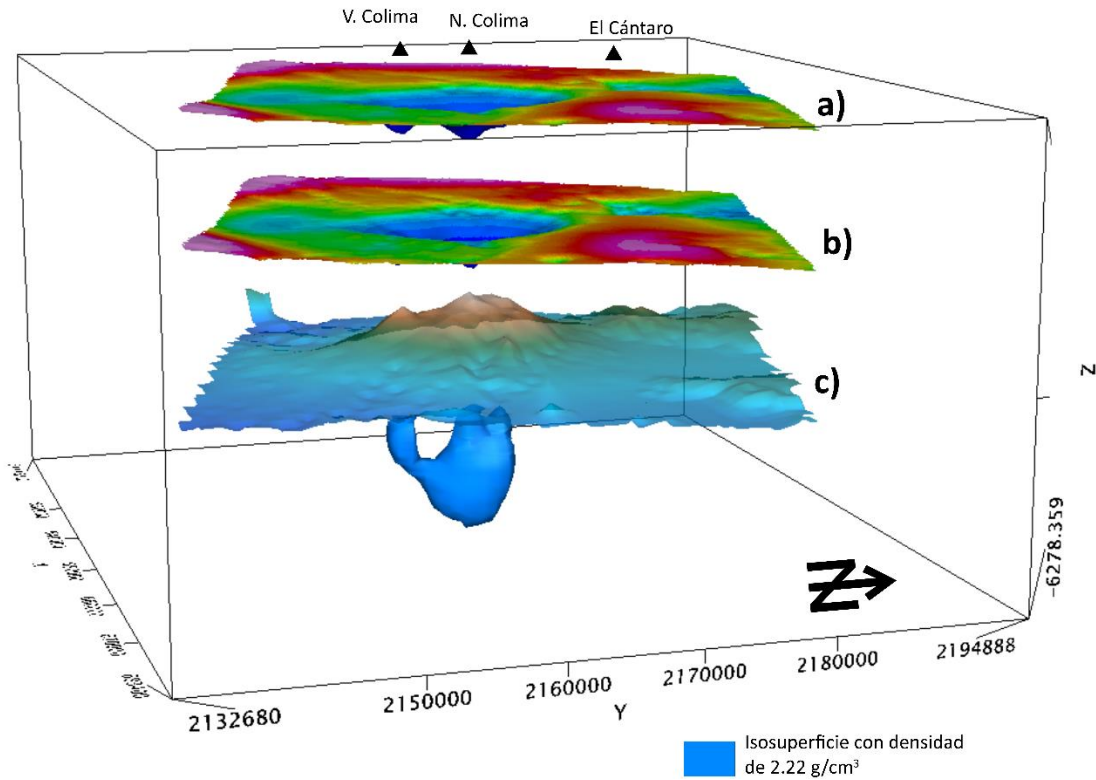 V. Colima
N. Colima
El Cántaro
a)
b)
c)
Z
-6278.359
N
2132680
2150000
2160000
2170000
2180000
2194888
Y
Isosuperficie con densidad
de 2.22 g/cm³